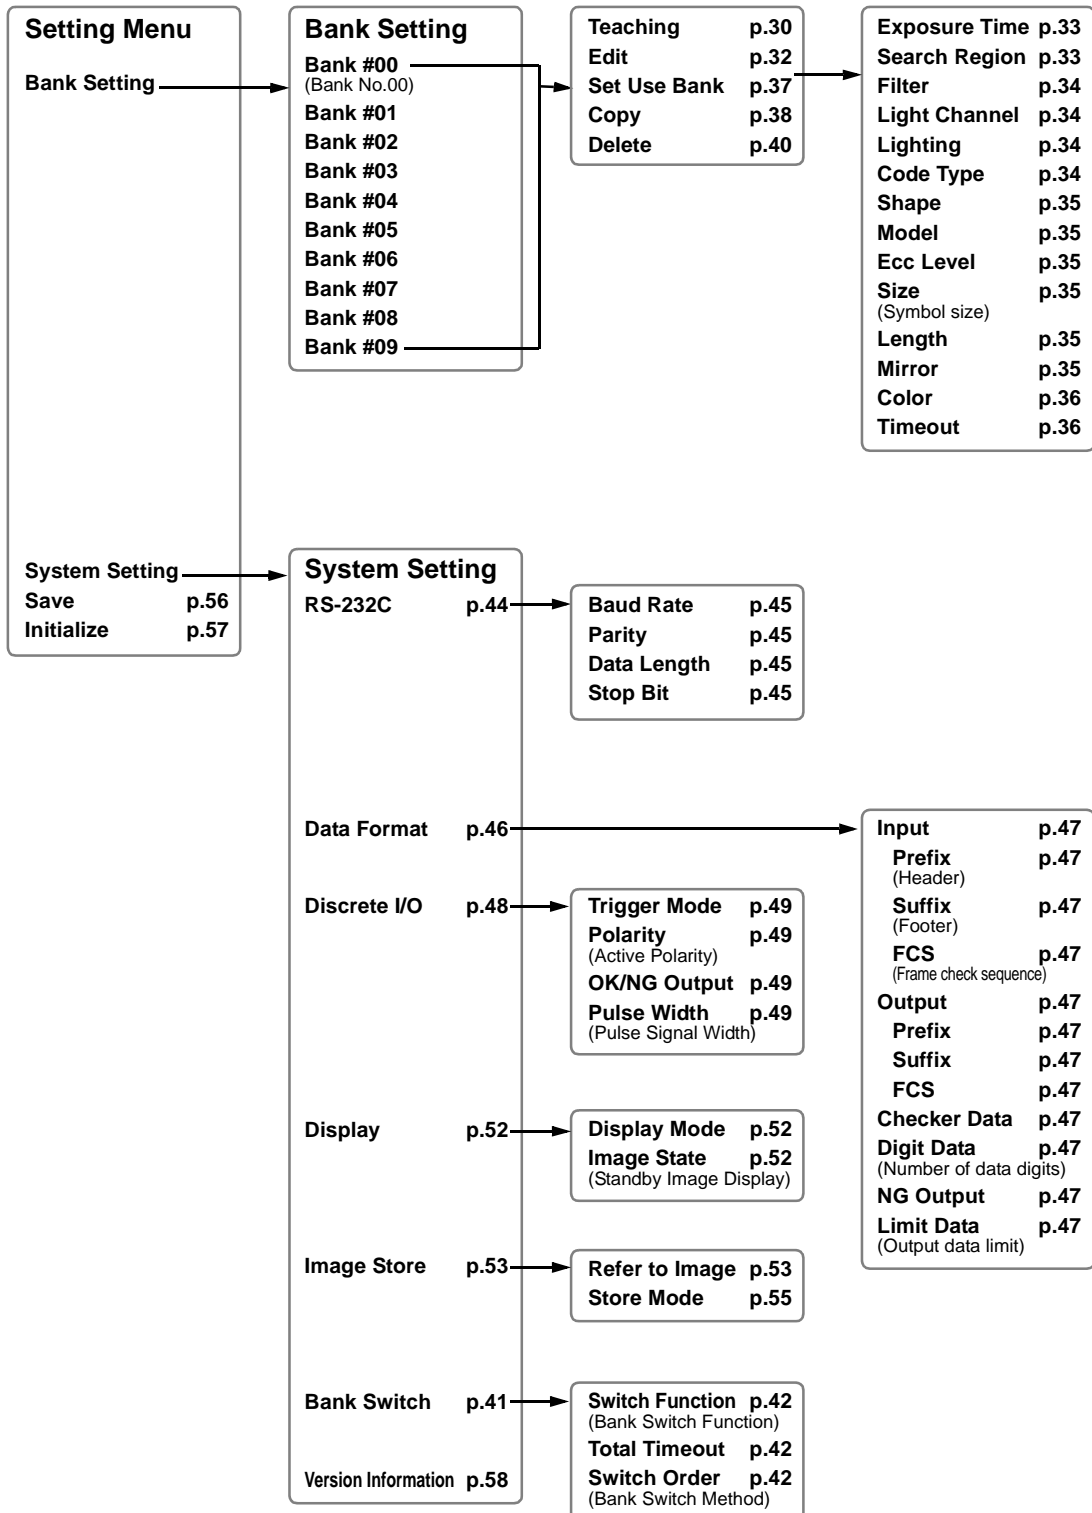 Setting Menu
Bank Setting
System Setting
Save p.56
Initialize p.57
Bank Setting
Bank #00
(Bank No.00)
Bank #01
Bank #02
Bank #03
Bank #04
Bank #05
Bank #06
Bank #07
Bank #08
Bank #09
Teaching p.30
Edit p.32
Set Use Bank p.37
Copy p.38
Delete p.40
Exposure Time p.33
Search Region p.33
Filter p.34
Light Channel p.34
Lighting p.34
Code Type p.34
Shape p.35
Model p.35
Ecc Level p.35
Size p.35
(Symbol size)
Length p.35
Mirror p.35
Color p.36
Timeout p.36
System Setting
RS-232C p.44
Data Format p.46
Discrete I/O p.48
Display p.52
Image Store p.53
Bank Switch p.41
Version Information p.58
Baud Rate p.45
Parity p.45
Data Length p.45
Stop Bit p.45
Input p.47
Prefix p.47
(Header)
Suffix p.47
(Footer)
FCS p.47
(Frame check sequence)
Output p.47
Prefix p.47
Suffix p.47
FCS p.47
Checker Data p.47
Digit Data p.47
(Number of data digits)
NG Output p.47
Limit Data p.47
(Output data limit)
Trigger Mode p.49
Polarity p.49
(Active Polarity)
OK/NG Output p.49
Pulse Width p.49
(Pulse Signal Width)
Display Mode p.52
Image State p.52
(Standby Image Display)
Refer to Image p.53
Store Mode p.55
Switch Function p.42
(Bank Switch Function)
Total Timeout p.42
Switch Order p.42
(Bank Switch Method)